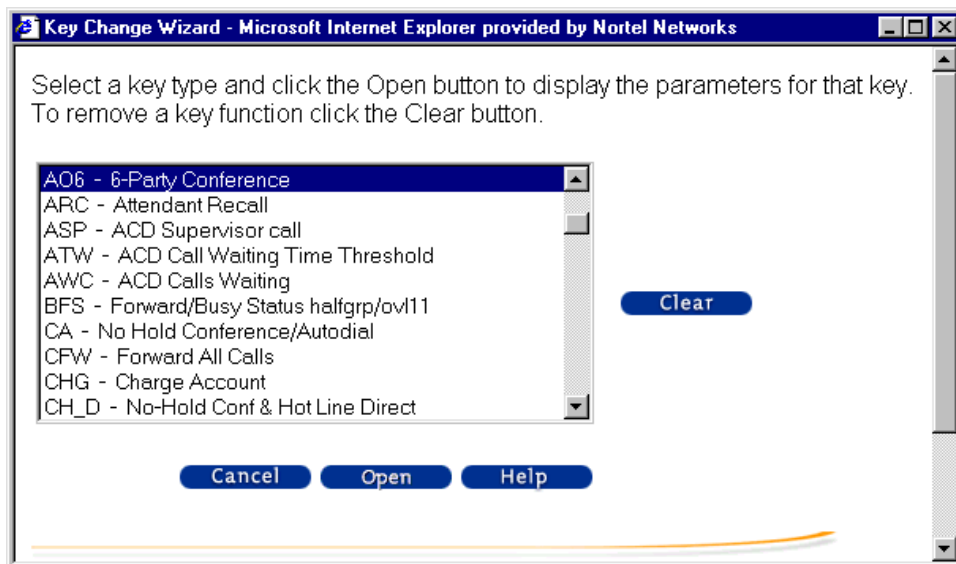 Key Change Wizard - Microsoft Internet Explorer provided by Nortel Networks
Select a key type and click the Open button to display the parameters for that key.
To remove a key function click the Clear button.
AO6 - 6-Party Conference
ARC - Attendant Recall
ASP - ACD Supervisor call
ATW - ACD Call Waiting Time Threshold
AWC - ACD Calls Waiting
BFS - Forward/Busy Status halfgrp/ovl11
CA - No Hold Conference/Autodial
CFW - Forward All Calls
CHG - Charge Account
CH_D - No-Hold Conf & Hot Line Direct
Clear
Cancel Open Help